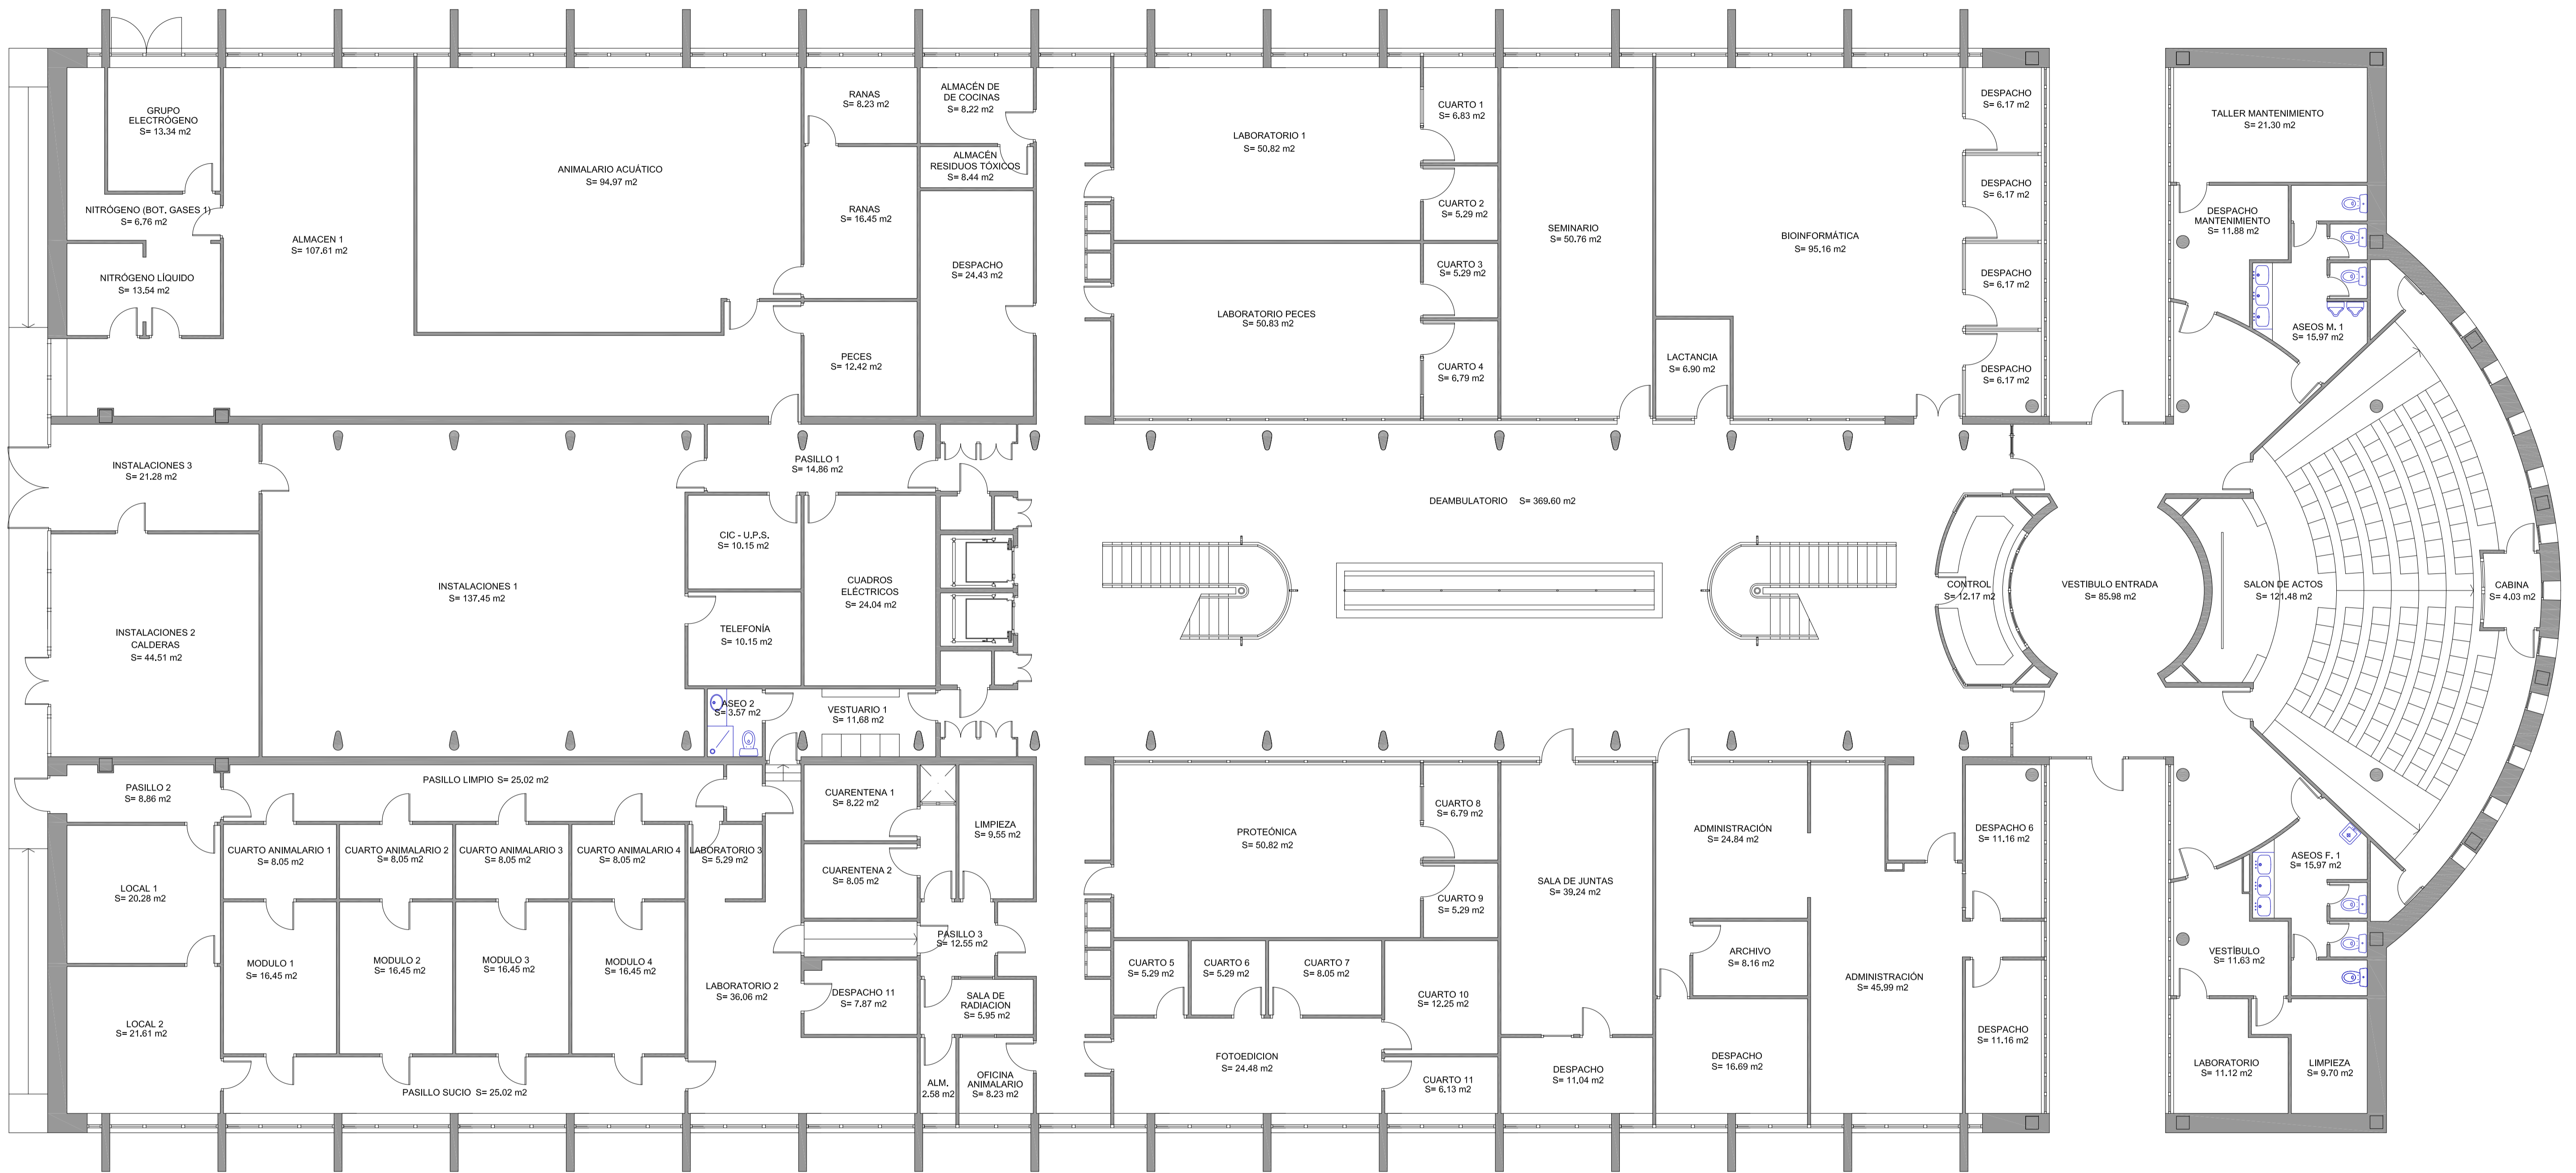 GRUPO
ELECTRÓGENO
S= 13.34 m2
NITRÓGENO (BOT. GASES 1)
S= 6.76 m2
NITRÓGENO LÍQUIDO
S= 13.54 m2
ALMACEN 1
S= 107.61 m2
ANIMALARIO ACUÁTICO
S= 94.97 m2
RANAS
S= 8.23 m2
RANAS
S= 16.45 m2
PECES
S= 12.42 m2
ALMACÉN DE
DE COCINAS
S= 8.22 m2
ALMACÉN
RESIDUOS TÓXICOS
S= 8.44 m2
DESPACHO
S= 24.43 m2
LABORATORIO 1
S= 50.82 m2
LABORATORIO PECES
S= 50.83 m2
CUARTO 1
S= 6.83 m2
CUARTO 2
S= 5.29 m2
CUARTO 3
S= 5.29 m2
CUARTO 4
S= 6.79 m2
SEMINARIO
S= 50.76 m2
BIOINFORMÁTICA
S= 95.16 m2
LACTANCIA
S= 6.90 m2
DESPACHO
S= 6.17 m2
DESPACHO
S= 6.17 m2
DESPACHO
S= 6.17 m2
DESPACHO
S= 6.17 m2
TALLER MANTENIMIENTO
S= 21.30 m2
DESPACHO
MANTENIMIENTO
S= 11.88 m2
ASEOS M. 1
S= 15.97 m2
INSTALACIONES 3
S= 21.28 m2
INSTALACIONES 2
CALDERAS
S= 44.51 m2
INSTALACIONES 1
S= 137.45 m2
PASILLO 1
S= 14.86 m2
CIC - U.P.S.
S= 10.15 m2
TELEFONÍA
S= 10.15 m2
CUADROS
ELÉCTRICOS
S= 24.04 m2
ASEO 2
S= 3.57 m2
VESTUARIO 1
S= 11.68 m2
DEAMBULATORIO S= 369.60 m2
CONTROL
S= 12.17 m2
VESTIBULO ENTRADA
S= 85.98 m2
SALON DE ACTOS
S= 121.48 m2
CABINA
S= 4.03 m2
PASILLO 2
S= 8.86 m2
PASILLO LIMPIO S= 25.02 m2
CUARTO ANIMALARIO 1
S= 8.05 m2
CUARTO ANIMALARIO 2
S= 8.05 m2
CUARTO ANIMALARIO 3
S= 8.05 m2
CUARTO ANIMALARIO 4
S= 8.05 m2
LABORATORIO 3
S= 5.29 m2
LOCAL 1
S= 20.28 m2
LOCAL 2
S= 21.61 m2
MODULO 1
S= 16.45 m2
MODULO 2
S= 16.45 m2
MODULO 3
S= 16.45 m2
MODULO 4
S= 16.45 m2
LABORATORIO 2
S= 36.06 m2
PASILLO SUCIO S= 25.02 m2
CUARENTENA 1
S= 8.22 m2
CUARENTENA 2
S= 8.05 m2
LIMPIEZA
S= 9.55 m2
PASILLO 3
S= 12.55 m2
DESPACHO 11
S= 7.87 m2
SALA DE
RADIACION
S= 5.95 m2
ALM.
2.58 m2
OFICINA
ANIMALARIO
S= 8.23 m2
PROTEÓNICA
S= 50.82 m2
CUARTO 8
S= 6.79 m2
CUARTO 9
S= 5.29 m2
CUARTO 5
S= 5.29 m2
CUARTO 6
S= 5.29 m2
CUARTO 7
S= 8.05 m2
CUARTO 10
S= 12.25 m2
FOTOEDICION
S= 24.48 m2
CUARTO 11
S= 6.13 m2
SALA DE JUNTAS
S= 39.24 m2
DESPACHO
S= 11.04 m2
ADMINISTRACIÓN
S= 24.84 m2
ARCHIVO
S= 8.16 m2
DESPACHO
S= 16.69 m2
ADMINISTRACIÓN
S= 45.99 m2
DESPACHO 6
S= 11.16 m2
DESPACHO
S= 11.16 m2
ASEOS F. 1
S= 15.97 m2
VESTÍBULO
S= 11.63 m2
LABORATORIO
S= 11.12 m2
LIMPIEZA
S= 9.70 m2